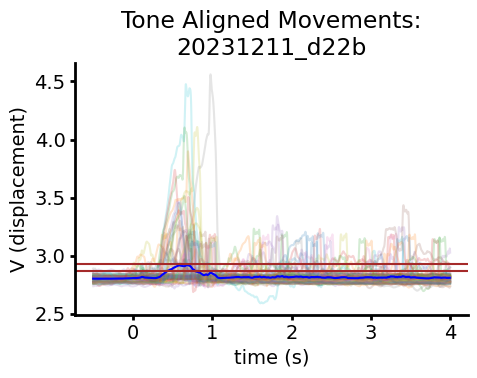 Tone Aligned Movements:
20231211_d22b
V (displacement)
4.5
4.0
3.5
3.0
2.5
0 1 2 3 4
time (s)